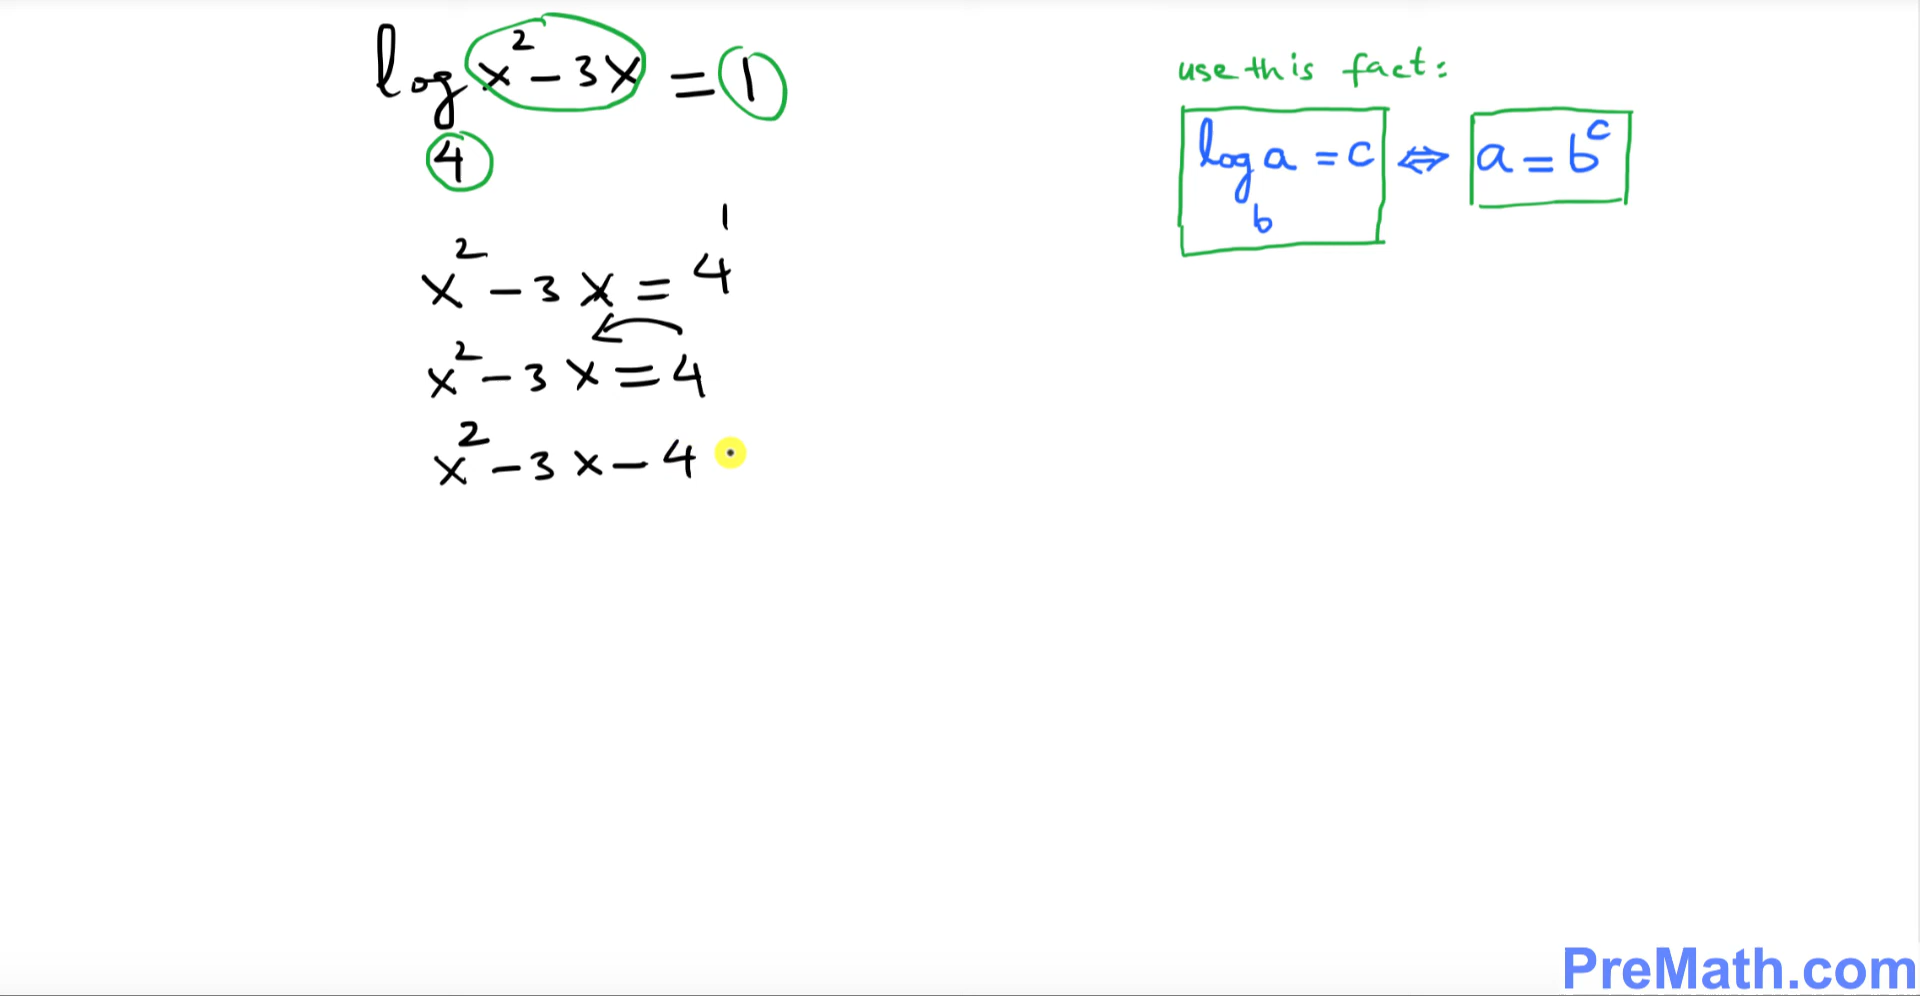 log₄ x² - 3x = 1
x² - 3x = 4¹
x² - 3x = 4
x² - 3x - 4
use this fact:
log_b a = c ⇔ a = b^c
PreMath.com